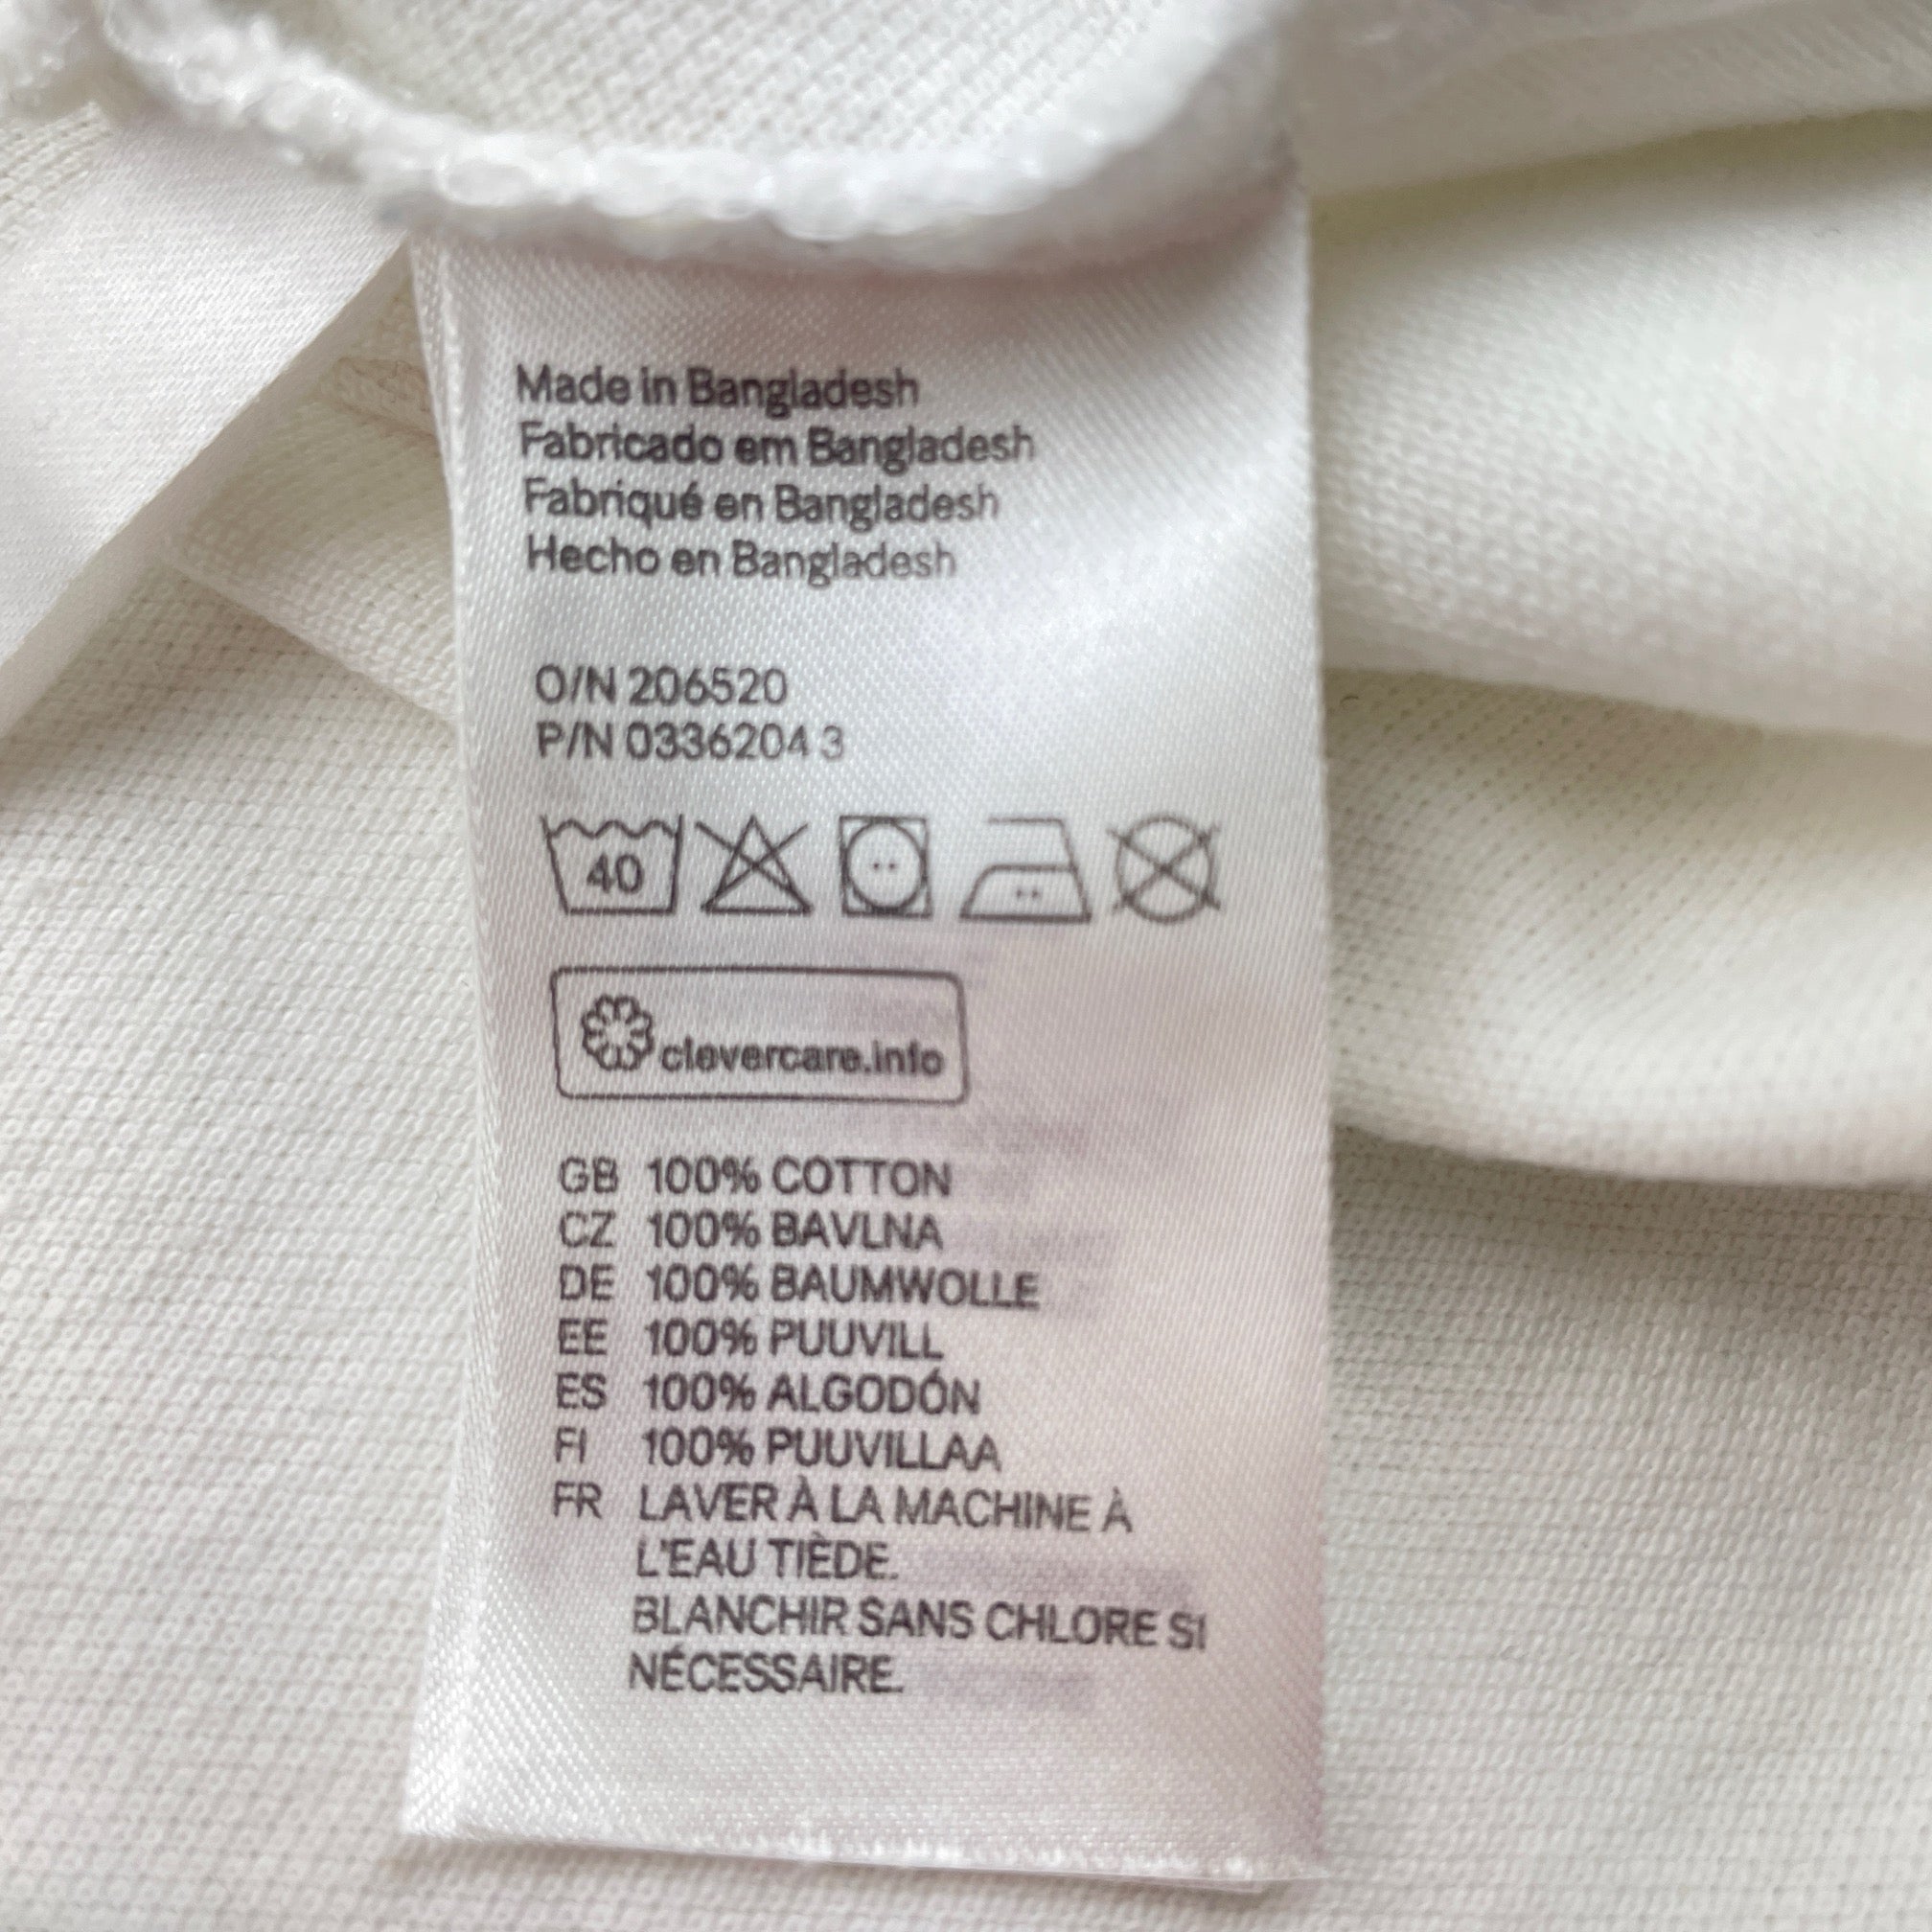 Made in Bangladesh
Fabricado em Bangladesh
Fabriqué en Bangladesh
Hecho en Bangladesh
O/N 206520
P/N 03362043
40
clevercare.info
GB 100% COTTON
CZ 100% BAVLNA
DE 100% BAUMWOLLE
EE 100% PUUVILL
ES 100% ALGODÓN
FI 100% PUUVILLAA
FR LAVER À LA MACHINE À
L'EAU TIÈDE.
BLANCHIR SANS CHLORE SI
NÉCESSAIRE.